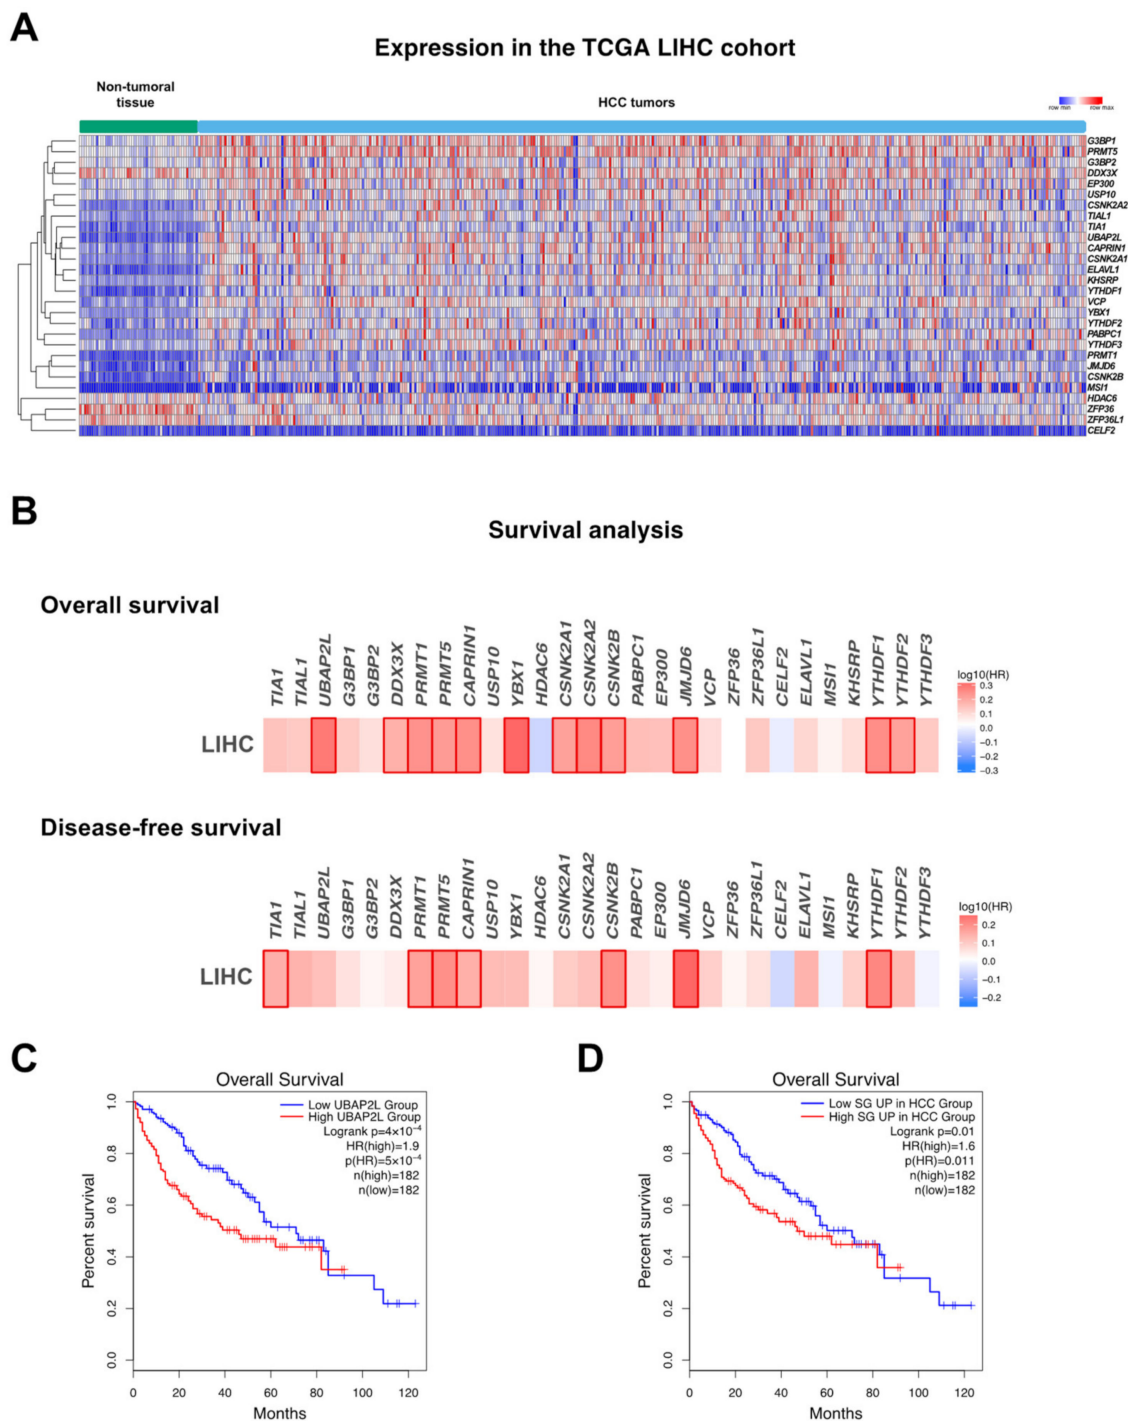 A
Expression in the TCGA LIHC cohort
Non-tumoral
tissue
HCC tumors
row min
row max
G3BP1
PRMT5
G3BP2
DDX3X
EP300
USP10
CSNK2A2
TIAL1
TIA1
UBAP2L
CAPRIN1
CSNK2A1
ELAVL1
KHSRP
YTHDF1
VCP
YBX1
YTHDF2
PABPC1
YTHDF3
PRMT1
JMJD6
CSNK2B
MSI1
HDAC6
ZFP36
ZFP36L1
CELF2
B
Survival analysis
Overall survival
TIA1
TIAL1
UBAP2L
G3BP1
G3BP2
DDX3X
PRMT1
PRMT5
CAPRIN1
USP10
YBX1
HDAC6
CSNK2A1
CSNK2A2
CSNK2B
PABPC1
EP300
JMJD6
VCP
ZFP36
ZFP36L1
CELF2
ELAVL1
MSI1
KHSRP
YTHDF1
YTHDF2
YTHDF3
LIHC
log10(HR)
0.3
0.2
0.1
0.0
−0.1
−0.2
−0.3
Disease-free survival
TIA1
TIAL1
UBAP2L
G3BP1
G3BP2
DDX3X
PRMT1
PRMT5
CAPRIN1
USP10
YBX1
HDAC6
CSNK2A1
CSNK2A2
CSNK2B
PABPC1
EP300
JMJD6
VCP
ZFP36
ZFP36L1
CELF2
ELAVL1
MSI1
KHSRP
YTHDF1
YTHDF2
YTHDF3
LIHC
log10(HR)
0.2
0.1
0.0
−0.1
−0.2
C
Overall Survival
Low UBAP2L Group
High UBAP2L Group
Logrank p=4×10⁻⁴
HR(high)=1.9
p(HR)=5×10⁻⁴
n(high)=182
n(low)=182
Percent survival
1.0
0.8
0.6
0.4
0.2
0.0
0 20 40 60 80 100 120
Months
D
Overall Survival
Low SG UP in HCC Group
High SG UP in HCC Group
Logrank p=0.01
HR(high)=1.6
p(HR)=0.011
n(high)=182
n(low)=182
Percent survival
1.0
0.8
0.6
0.4
0.2
0.0
0 20 40 60 80 100 120
Months